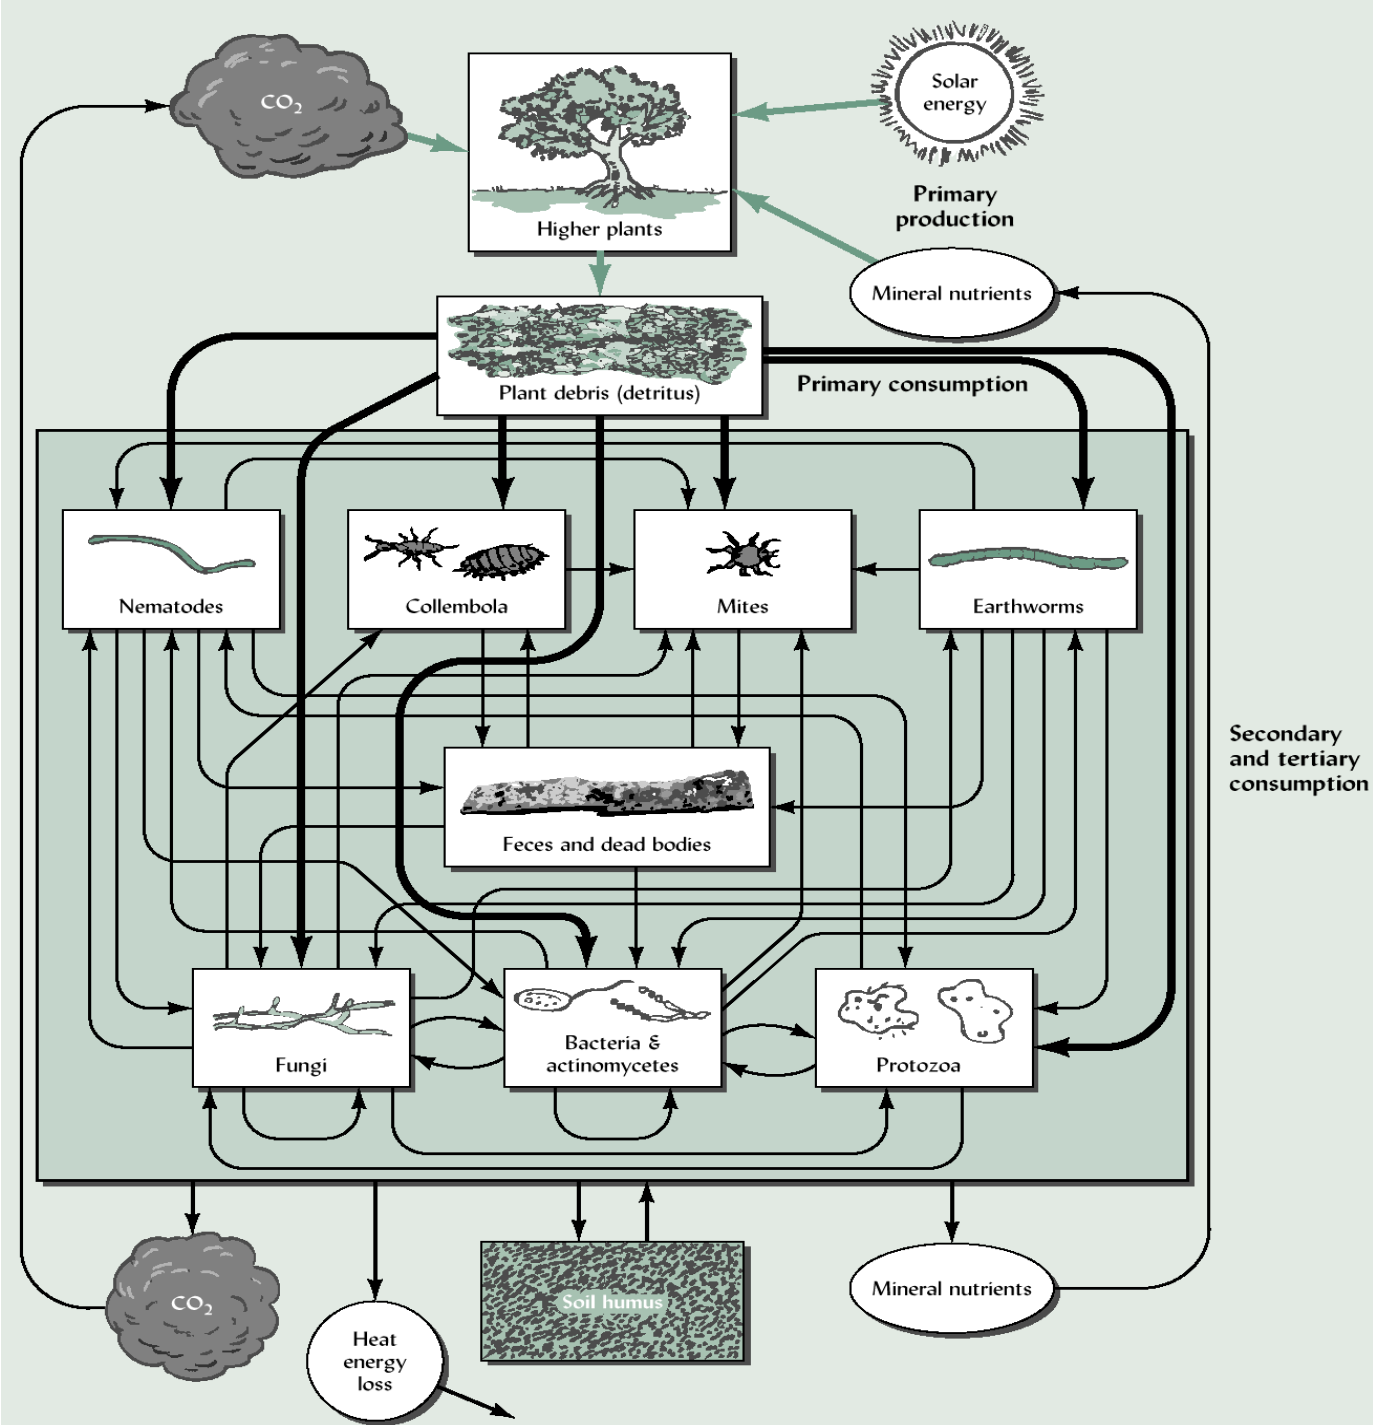 CO2
Solar
energy
Primary
production
Higher plants
Mineral nutrients
Plant debris (detritus)
Primary consumption
Nematodes
Collembola
Mites
Earthworms
Secondary
and tertiary
consumption
Feces and dead bodies
Fungi
Bacteria &
actinomycetes
Protozoa
CO2
Heat
energy
loss
Soil humus
Mineral nutrients